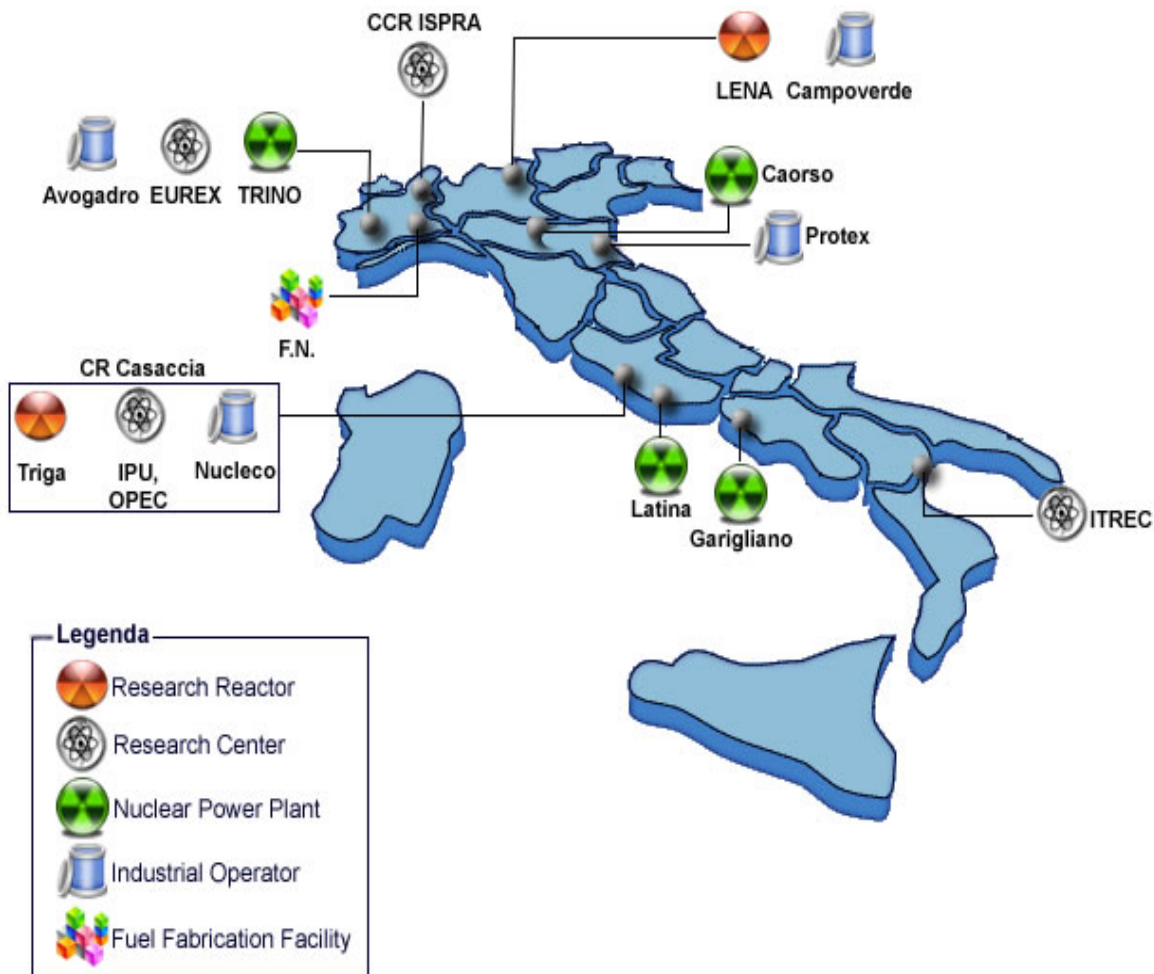 CCR ISPRA
LENA
Campoverde
Avogadro
EUREX
TRINO
Caorso
Protex
F.N.
CR Casaccia
Triga
IPU,
OPEC
Nucleco
Latina
Garigliano
ITREC
Legenda
Research Reactor
Research Center
Nuclear Power Plant
Industrial Operator
Fuel Fabrication Facility